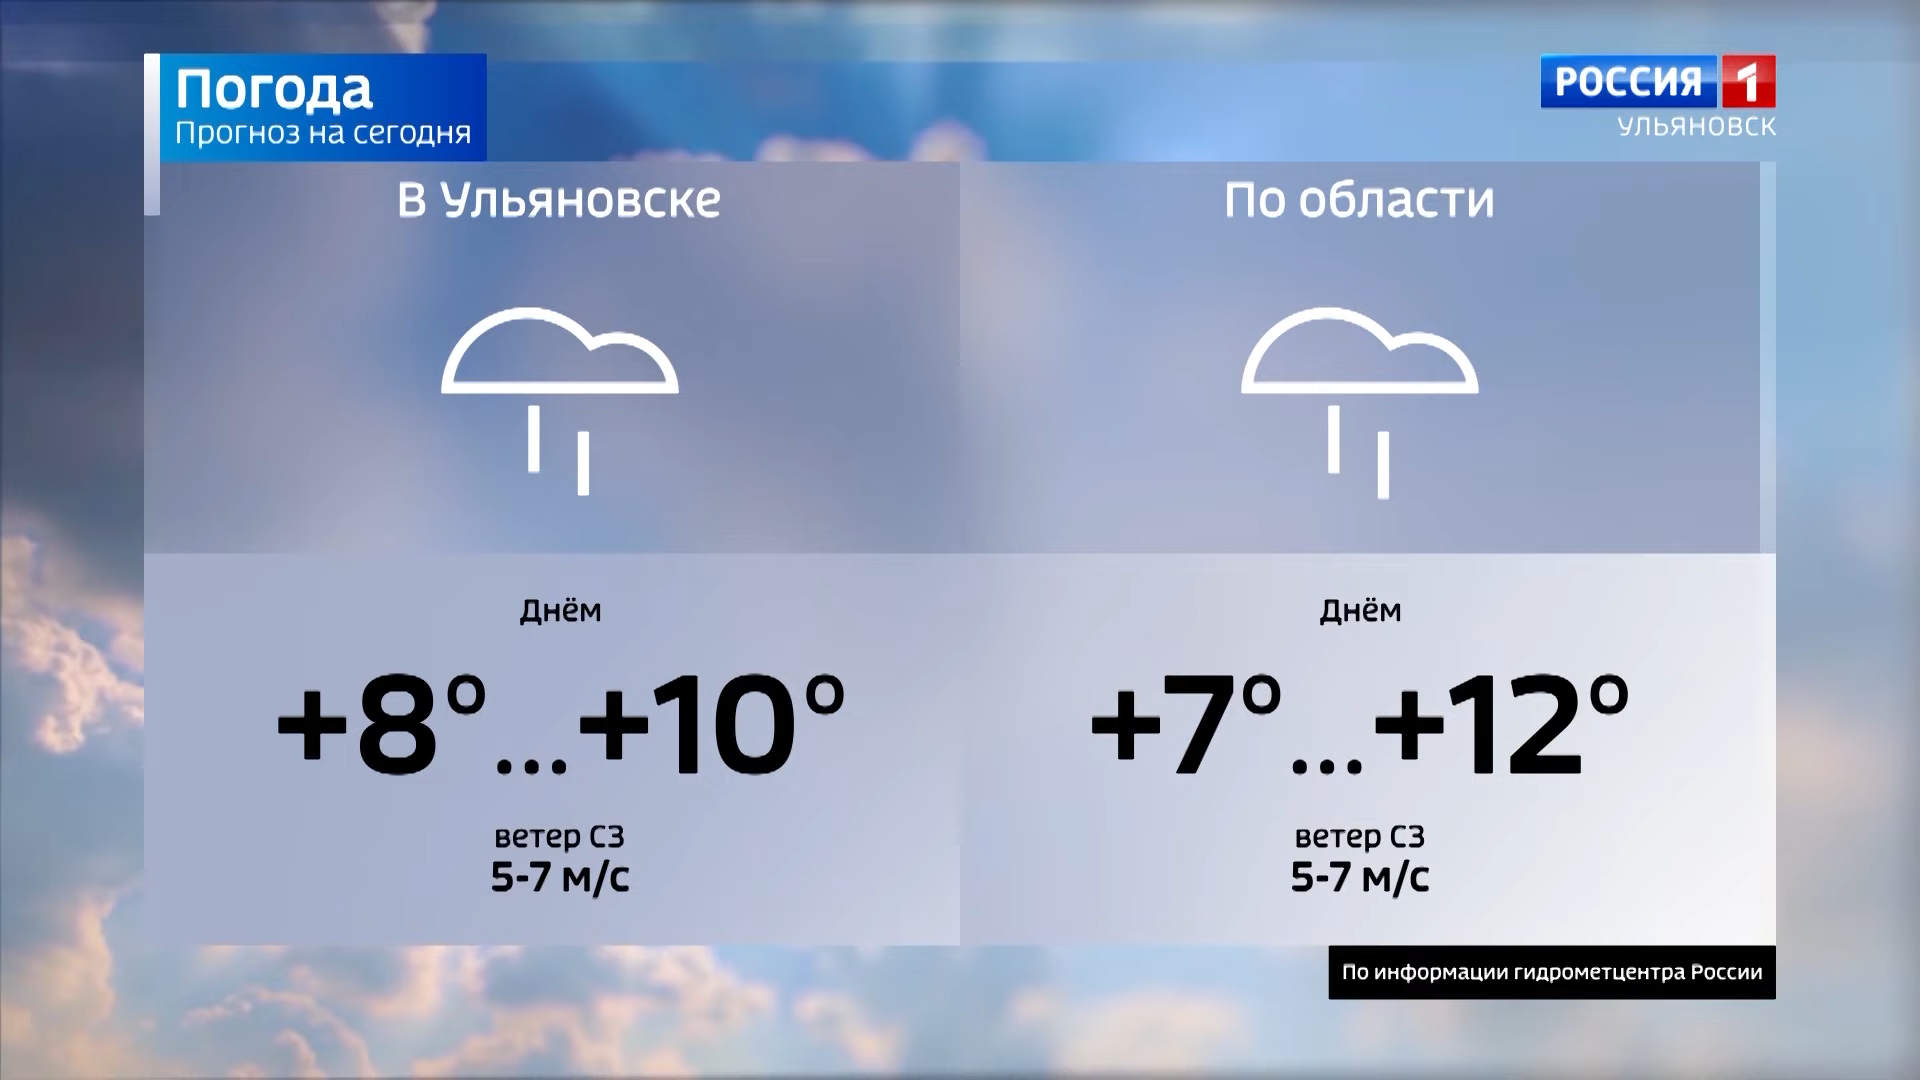 Погода
Прогноз на сегодня
РОССИЯ 1
УЛЬЯНОВСК
В Ульяновске
Днём
+8°...+10°
ветер СЗ
5-7 м/с
По области
Днём
+7°...+12°
ветер СЗ
5-7 м/с
По информации гидрометцентра России